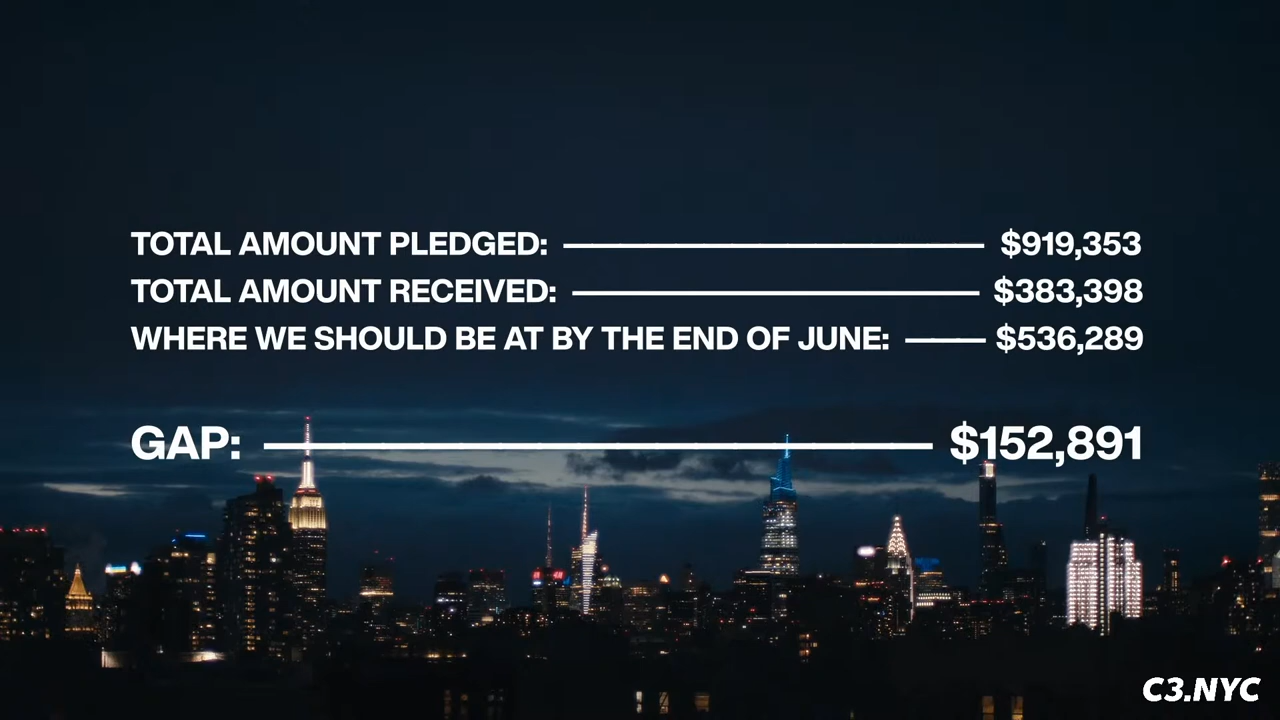 TOTAL AMOUNT PLEDGED: $919,353
TOTAL AMOUNT RECEIVED: $383,398
WHERE WE SHOULD BE AT BY THE END OF JUNE: $536,289
GAP: $152,891
C3.NYC